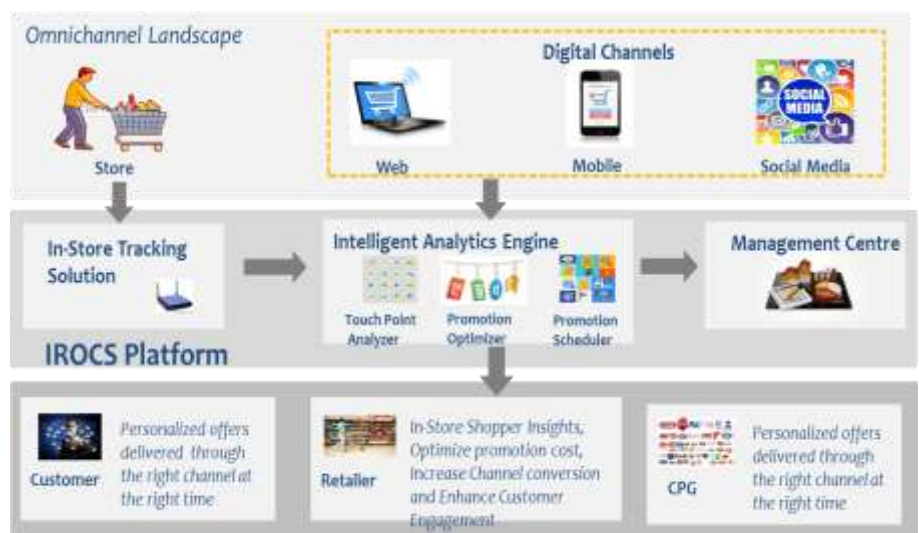 Omnichannel Landscape
Digital Channels
SOCIAL
MEDIA
Store
Web
Mobile
Social Media
In-Store Tracking
Solution
Intelligent Analytics Engine
Touch Point
Analyzer
Promotion
Optimizer
Promotion
Scheduler
Management Centre
IROCS Platform
Customer
Personalized offers
delivered through
the right channel at
the right time
Retailer
In-Store Shopper Insights,
Optimize promotion cost,
Increase Channel conversion
and Enhance Customer
Engagement
CPG
Personalized offers
delivered through
the right channel at
the right time